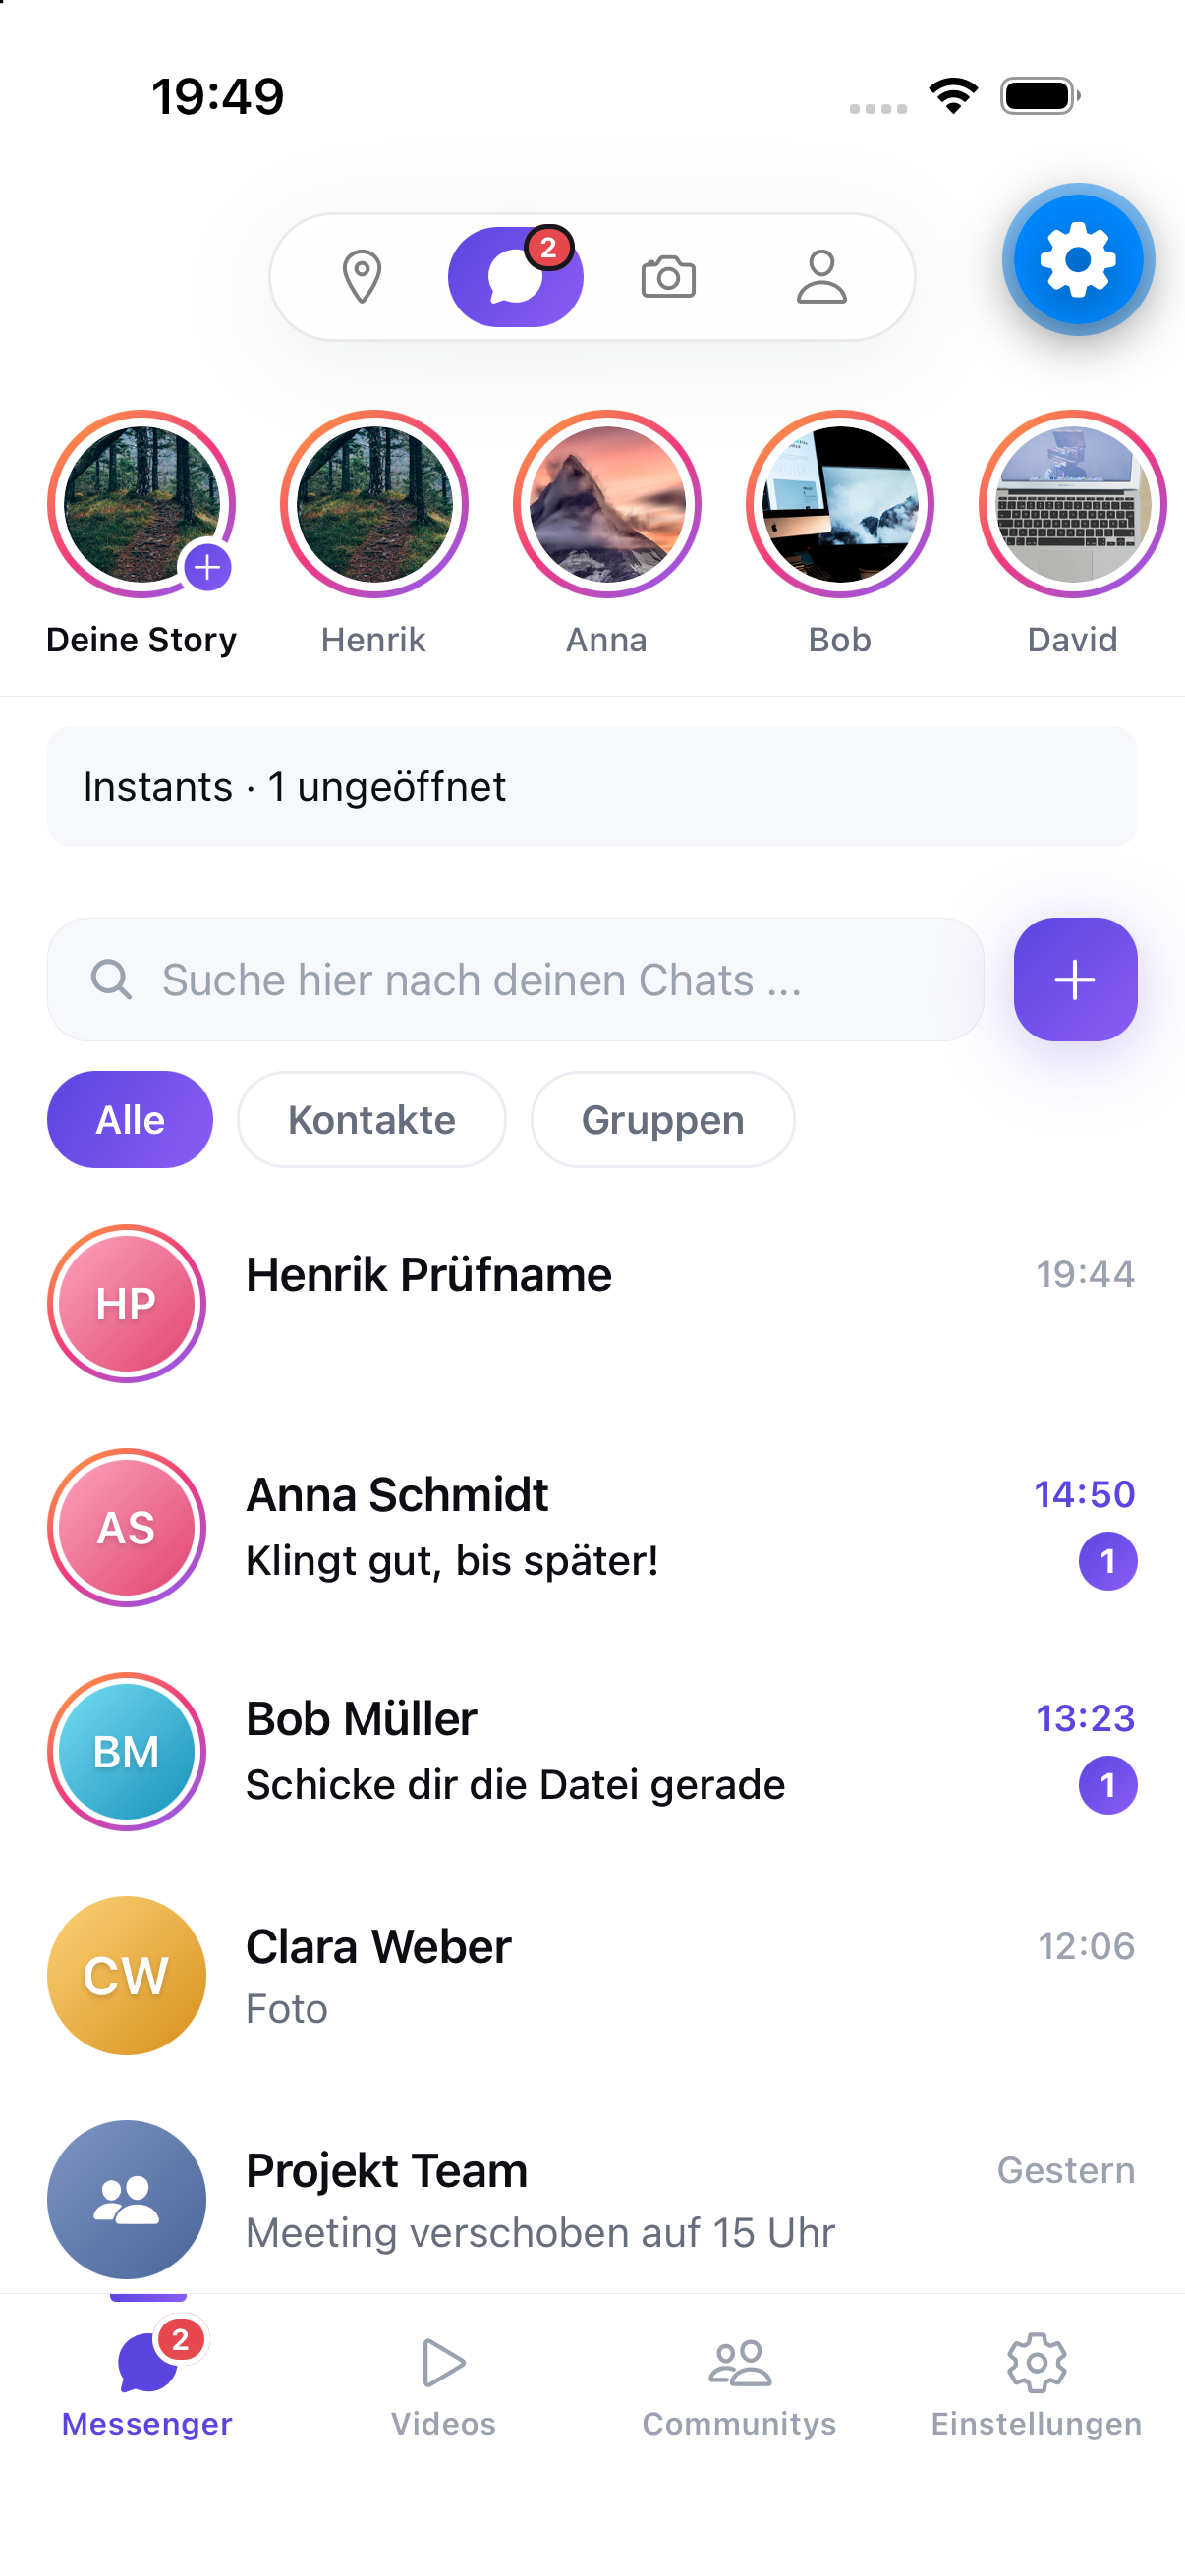 19:49
2
Deine Story
Henrik
Anna
Bob
David
Instants · 1 ungeöffnet
Suche hier nach deinen Chats ...
Alle
Kontakte
Gruppen
HP
Henrik Prüfname
19:44
AS
Anna Schmidt
14:50
Klingt gut, bis später!
1
BM
Bob Müller
13:23
Schicke dir die Datei gerade
1
CW
Clara Weber
12:06
Foto
Projekt Team
Gestern
Meeting verschoben auf 15 Uhr
2
Messenger
Videos
Communitys
Einstellungen